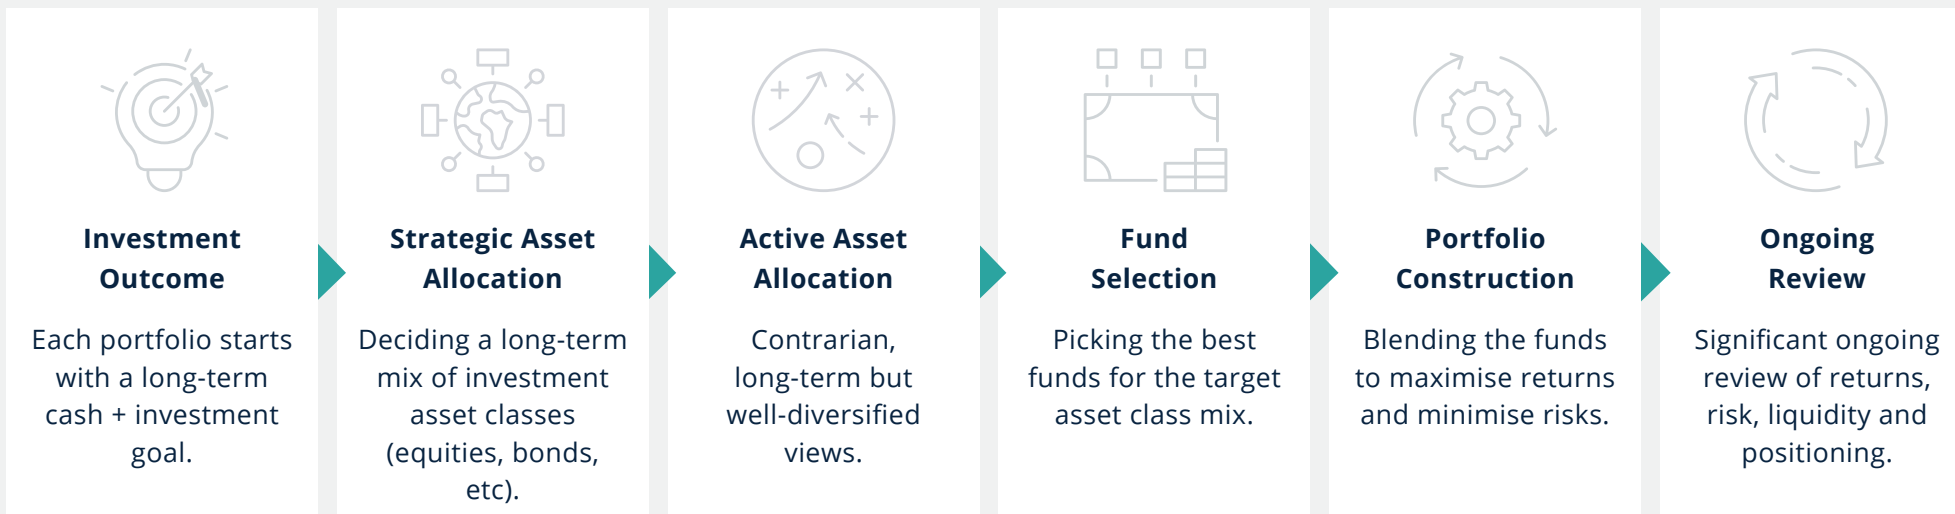 Investment
Outcome
Each portfolio starts
with a long-term
cash + investment
goal.
Strategic Asset
Allocation
Deciding a long-term
mix of investment
asset classes
(equities, bonds,
etc).
Active Asset
Allocation
Contrarian,
long-term but
well-diversified
views.
Fund
Selection
Picking the best
funds for the target
asset class mix.
Portfolio
Construction
Blending the funds
to maximise returns
and minimise risks.
Ongoing
Review
Significant ongoing
review of returns,
risk, liquidity and
positioning.